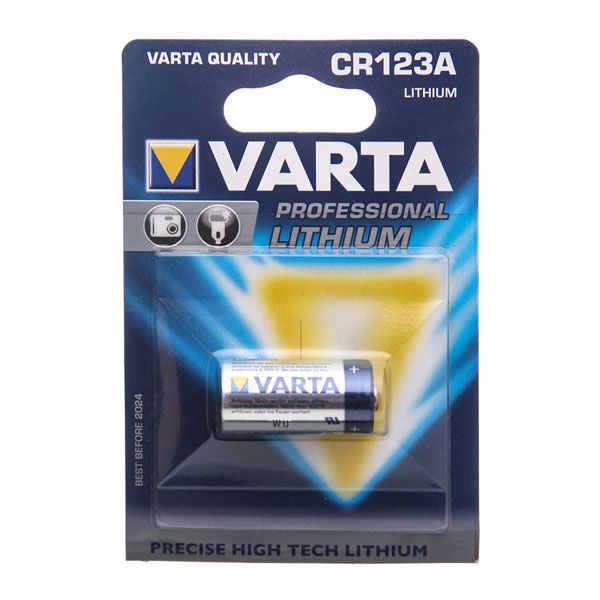 VARTA QUALITY
CR123A
LITHIUM
VARTA
PROFESSIONAL
LITHIUM
VARTA
+
+
W U
BEST BEFORE 2024
PRECISE HIGH TECH LITHIUM